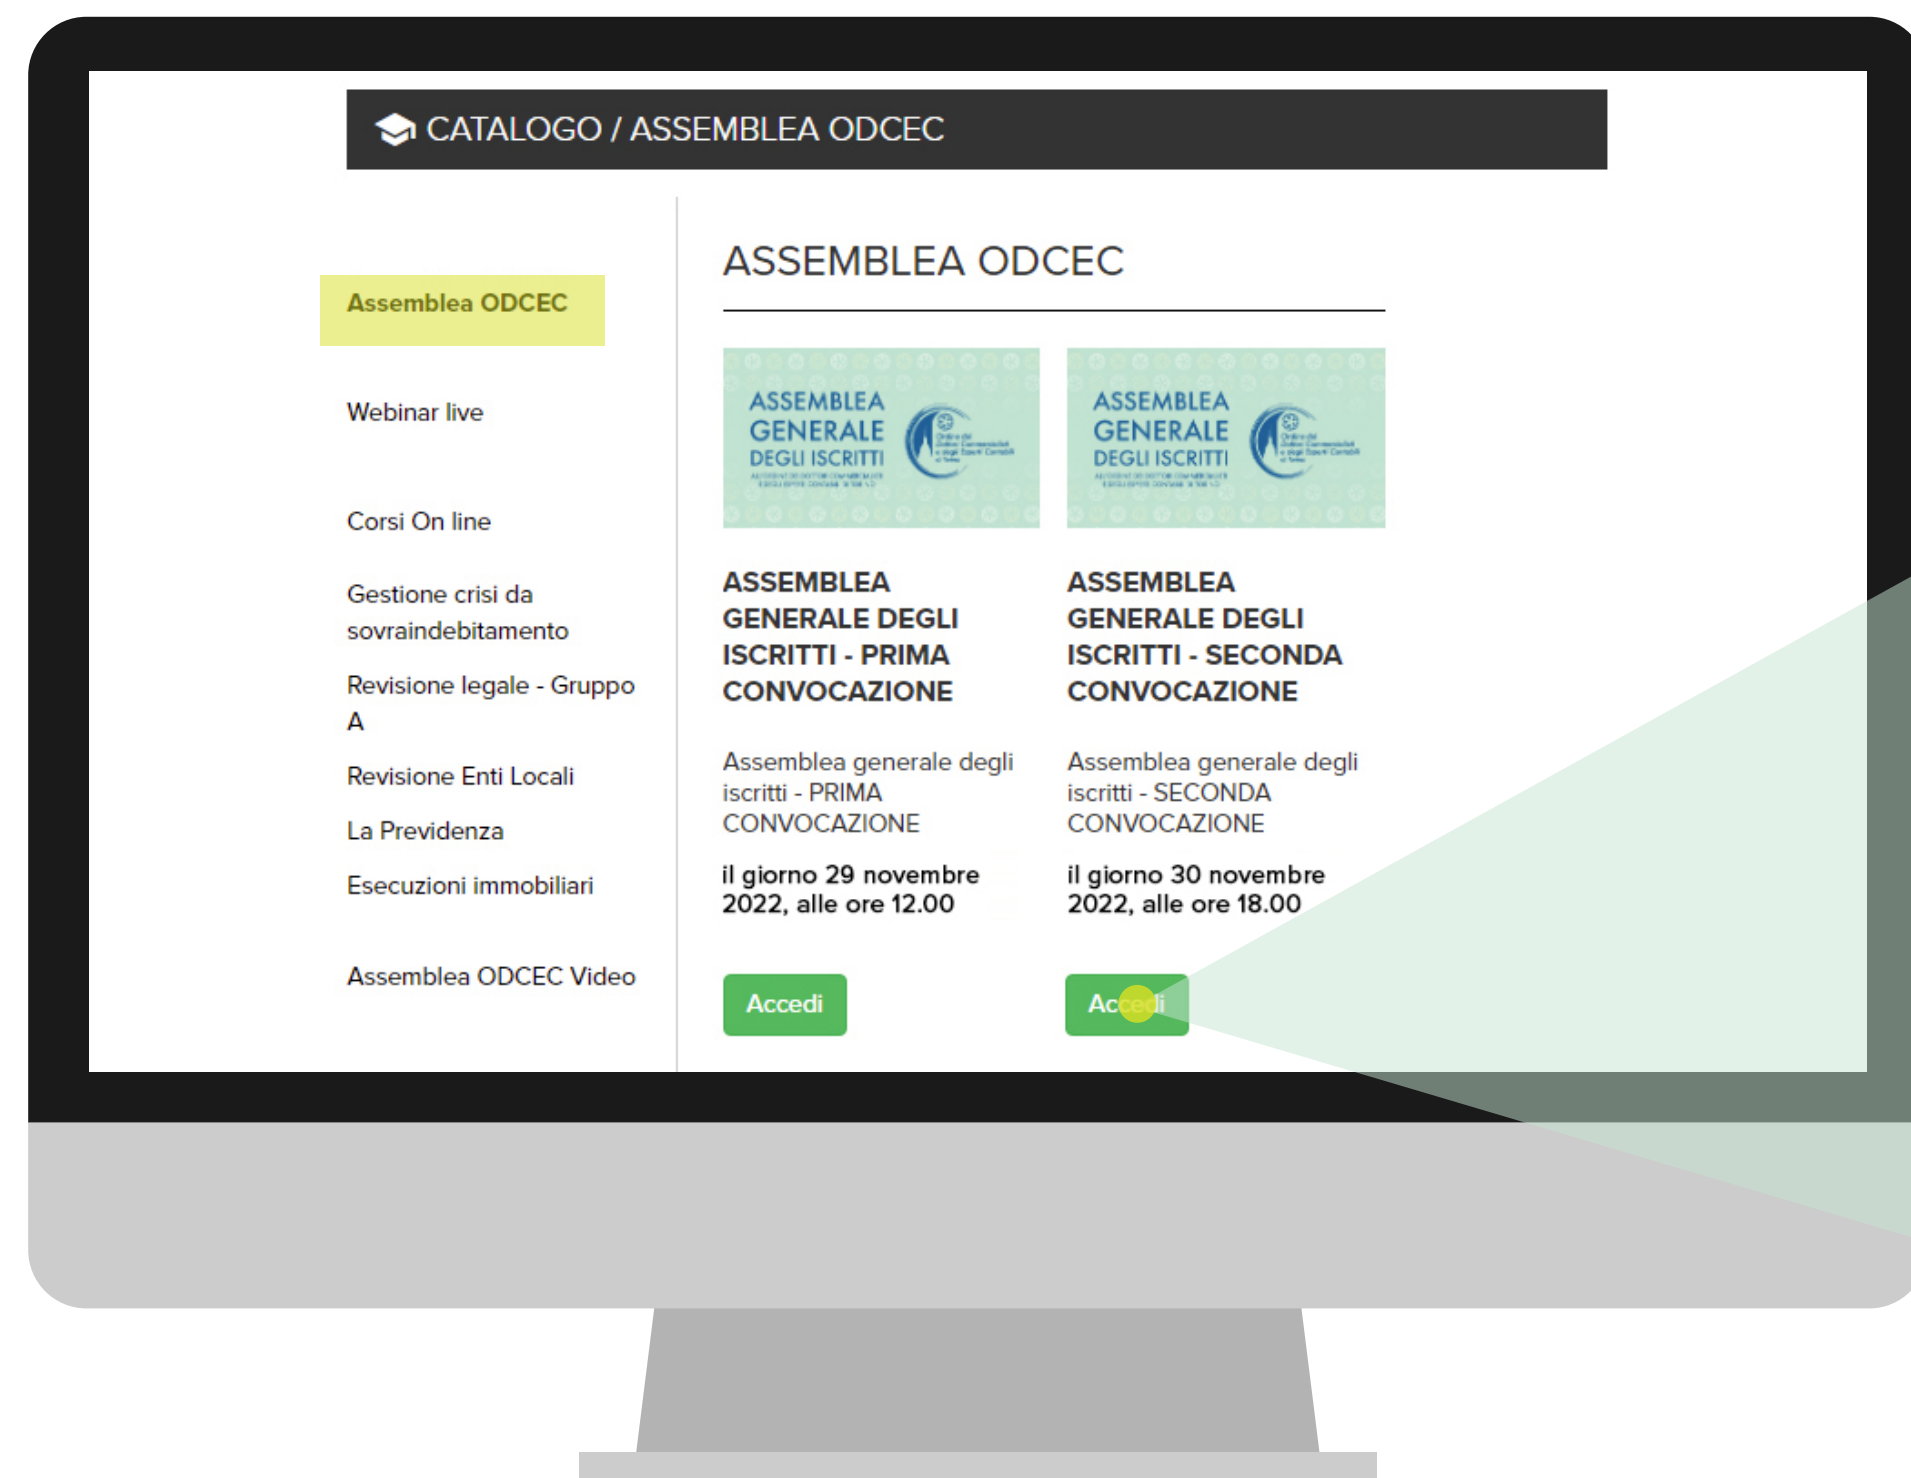 CATALOGO / ASSEMBLEA ODCEC
Assemblea ODCEC
Webinar live
Corsi On line
Gestione crisi da
sovraindebitamento
Revisione legale - Gruppo
A
Revisione Enti Locali
La Previdenza
Esecuzioni immobiliari
Assemblea ODCEC Video
ASSEMBLEA ODCEC
ASSEMBLEA
GENERALE
DEGLI ISCRITTI
ASSEMBLEA
GENERALE DEGLI
ISCRITTI - PRIMA
CONVOCAZIONE
Assemblea generale degli
iscritti - PRIMA
CONVOCAZIONE
il giorno 29 novembre
2022, alle ore 12.00
Accedi
ASSEMBLEA
GENERALE
DEGLI ISCRITTI
ASSEMBLEA
GENERALE DEGLI
ISCRITTI - SECONDA
CONVOCAZIONE
Assemblea generale degli
iscritti - SECONDA
CONVOCAZIONE
il giorno 30 novembre
2022, alle ore 18.00
Accedi